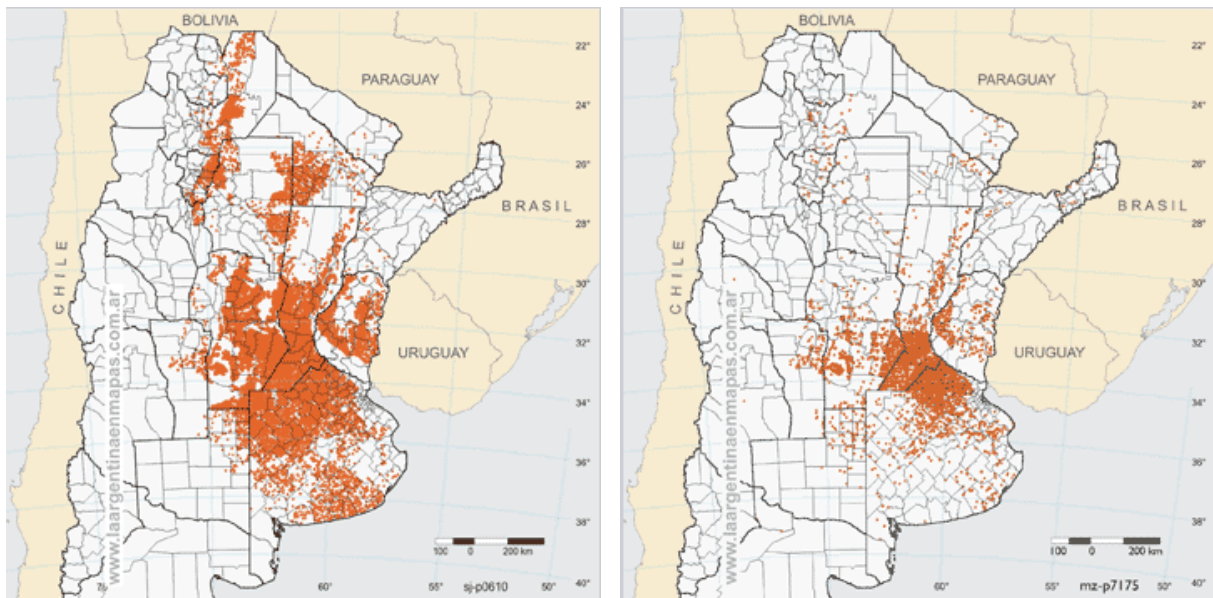 BOLIVIA
22°
PARAGUAY
24°
26°
BRASIL
28°
CHILE
30°
URUGUAY
32°
34°
36°
38°
100 0 200 km
60°
55°
sj-p0610
40°
www.laargentinaenmapas.com.ar
BOLIVIA
22°
PARAGUAY
24°
26°
BRASIL
28°
CHILE
30°
URUGUAY
32°
34°
36°
38°
100 0 200 km
60°
55°
mz-p7175
50°
40°
www.laargentinaenmapas.com.ar